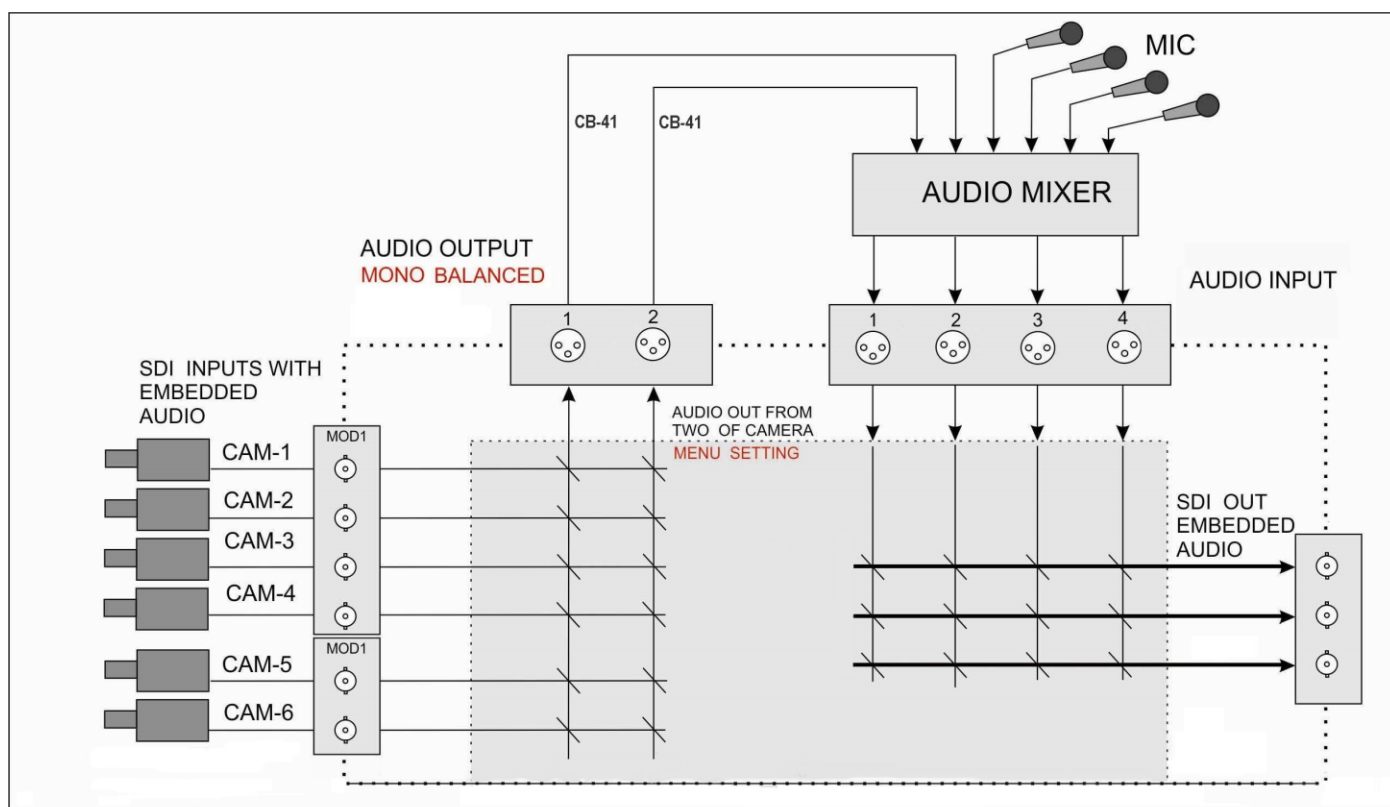 MIC
CB-41
CB-41
AUDIO MIXER
AUDIO OUTPUT
MONO BALANCED
AUDIO INPUT
1
2
1
2
3
4
SDI INPUTS WITH
EMBEDDED
AUDIO
AUDIO OUT FROM
TWO OF CAMERA
MENU SETTING
MOD1
CAM-1
CAM-2
CAM-3
CAM-4
SDI OUT
EMBEDDED
AUDIO
MOD1
CAM-5
CAM-6